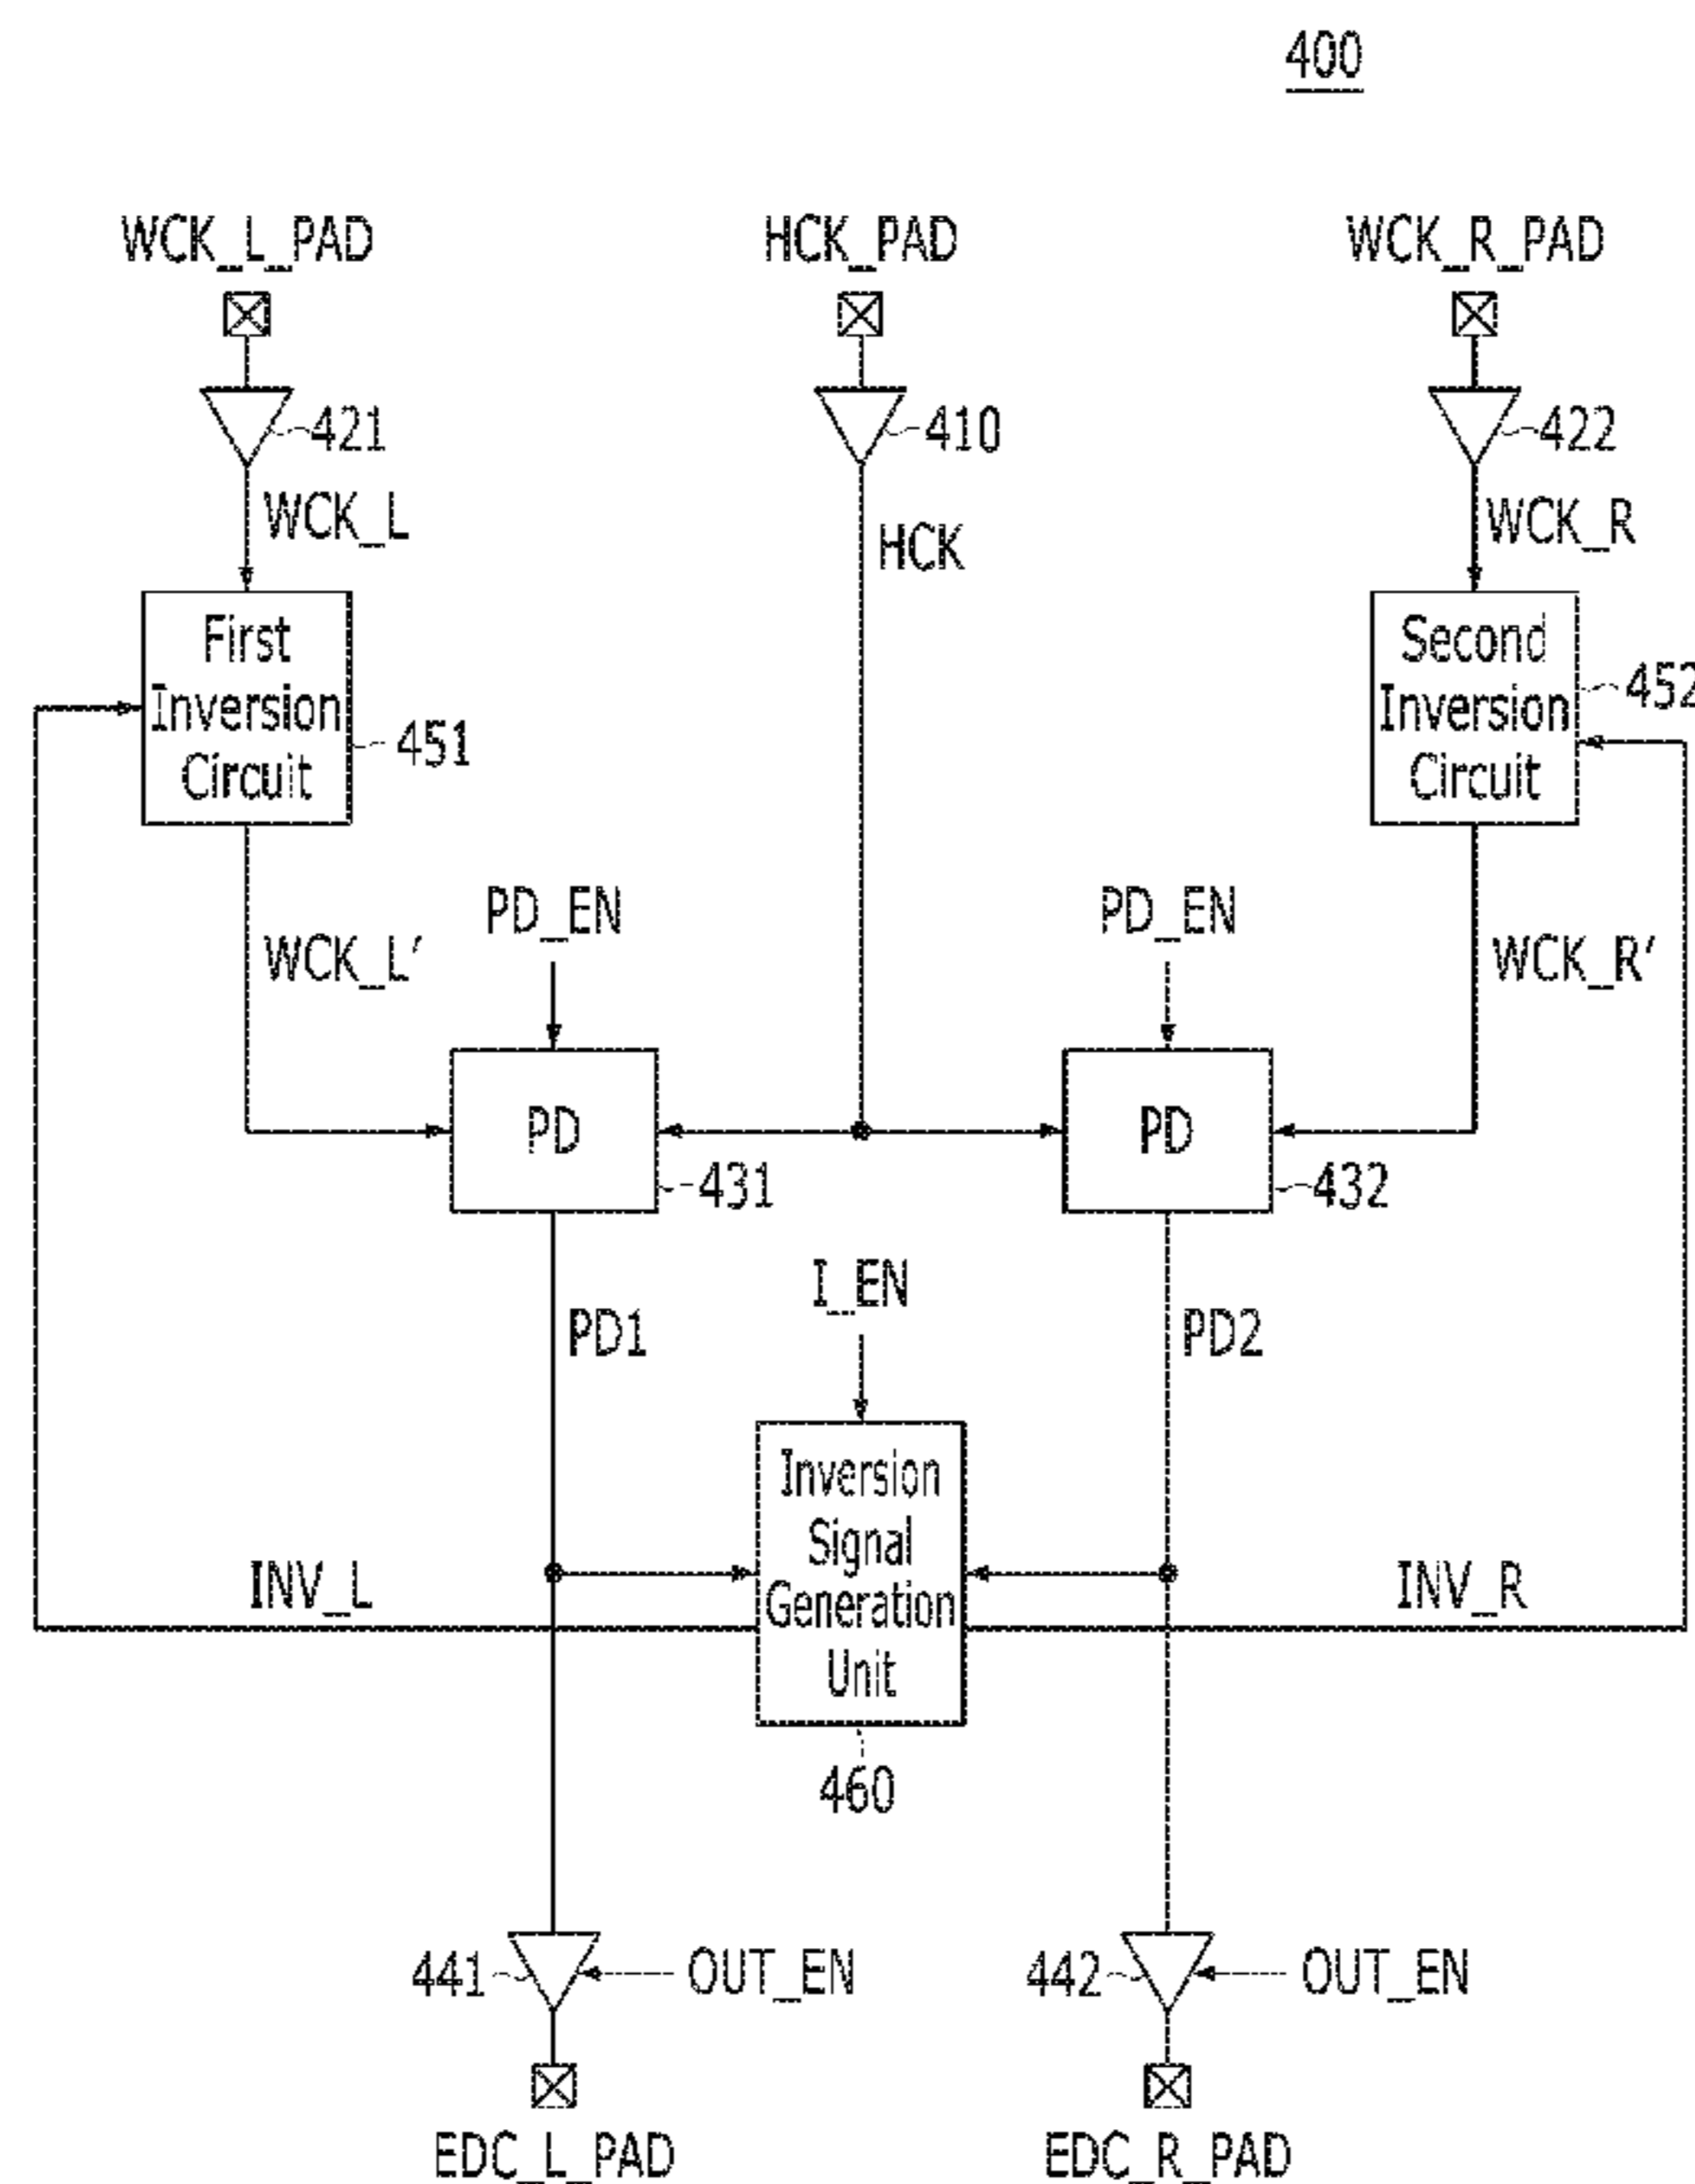 400
WCK_L_PAD
HCK_PAD
WCK_R_PAD
421
410
422
WCK_L
HCK
WCK_R
First
Inversion
Circuit
451
Second
Inversion
Circuit
452
PD_EN
PD_EN
WCK_L′
WCK_R′
PD
431
PD
432
I_EN
PD1
PD2
Inversion
Signal
Generation
Unit
INV_L
INV_R
460
441
OUT_EN
442
OUT_EN
EDC_L_PAD
EDC_R_PAD